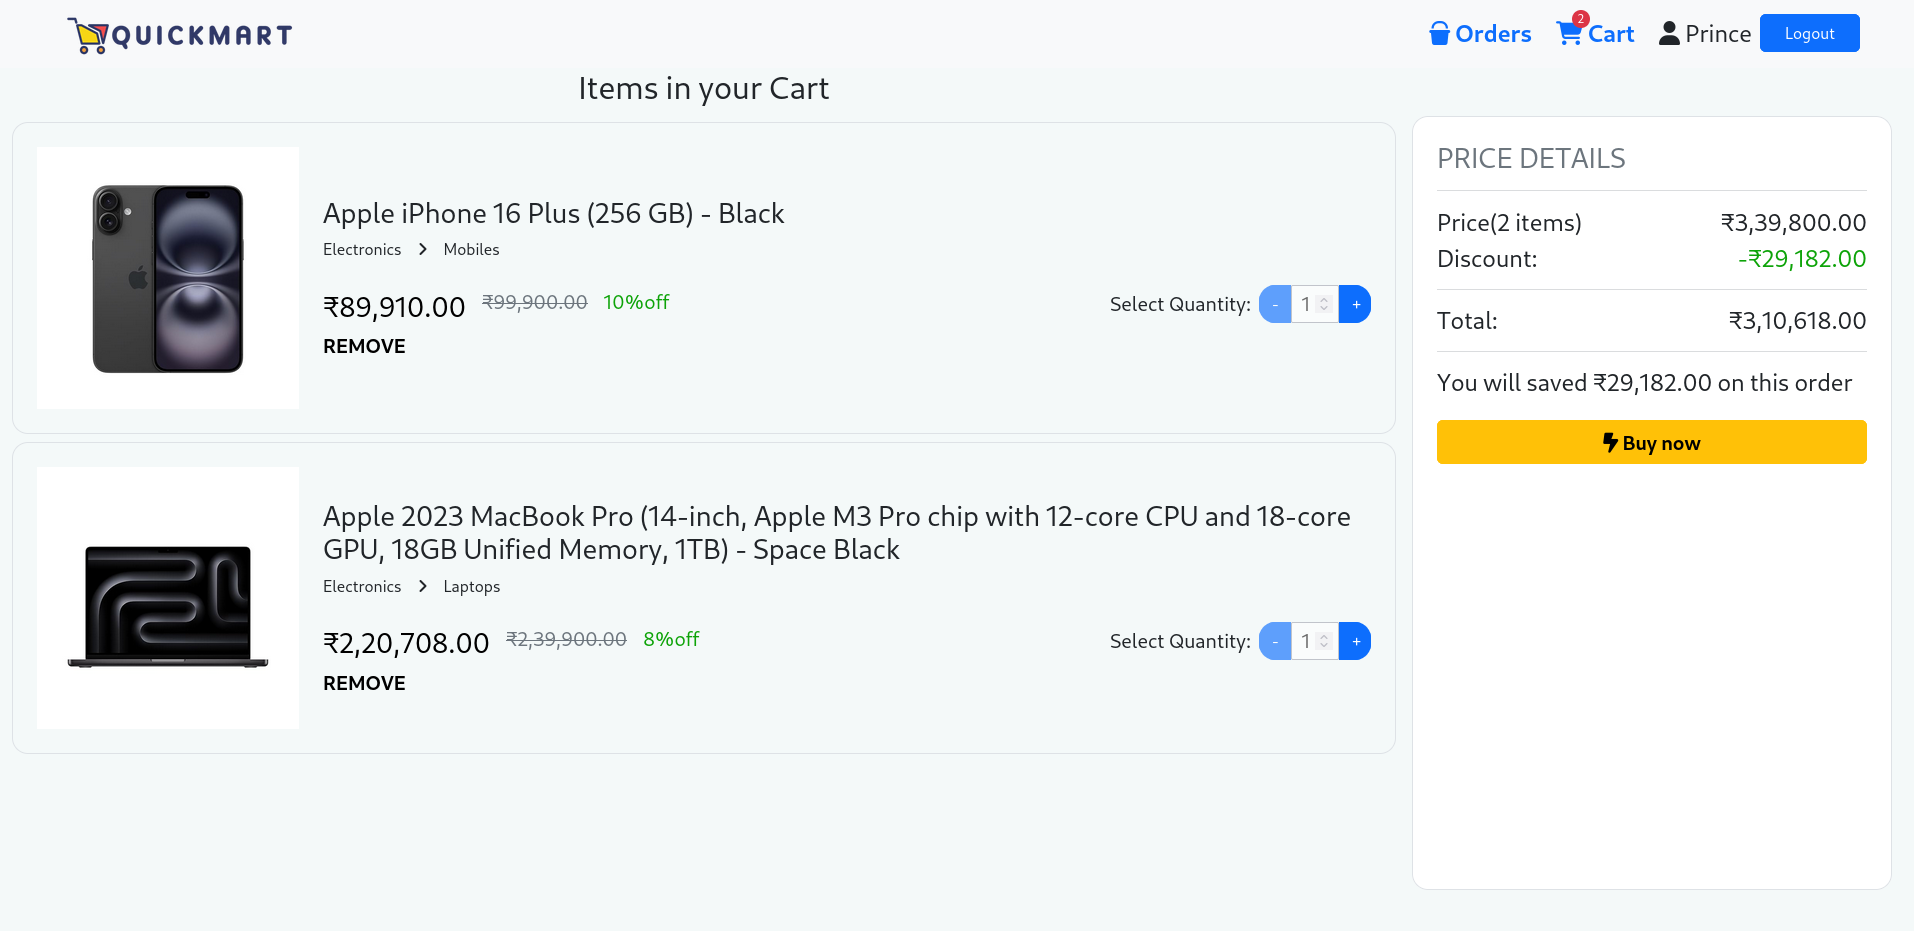 QUICKMART
Orders
2
Cart
Prince
Logout
Items in your Cart
Apple iPhone 16 Plus (256 GB) - Black
Electronics > Mobiles
₹89,910.00 ₹99,900.00 10%off
Select Quantity: - 1 +
REMOVE
Apple 2023 MacBook Pro (14-inch, Apple M3 Pro chip with 12-core CPU and 18-core
GPU, 18GB Unified Memory, 1TB) - Space Black
Electronics > Laptops
₹2,20,708.00 ₹2,39,900.00 8%off
Select Quantity: - 1 +
REMOVE
PRICE DETAILS
Price(2 items) ₹3,39,800.00
Discount: -₹29,182.00
Total: ₹3,10,618.00
You will saved ₹29,182.00 on this order
Buy now